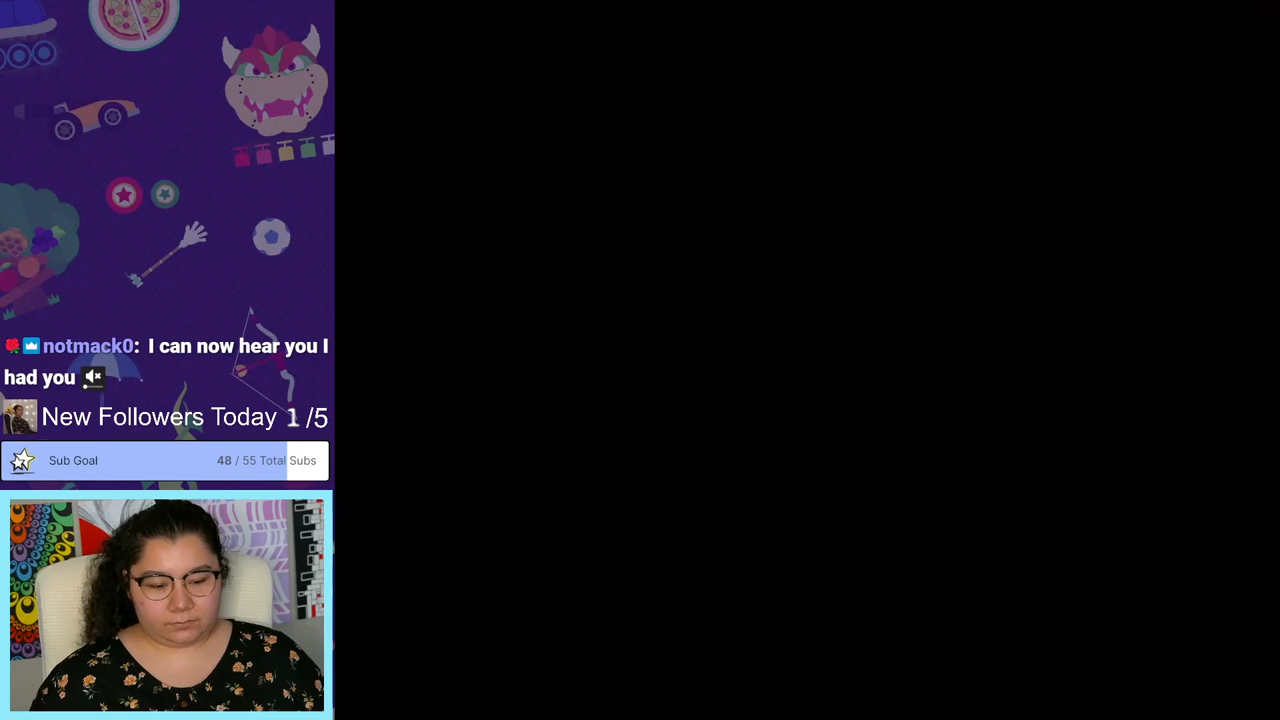 notmack0: I can now hear you I
had you
New Followers Today 1 /5
Sub Goal 48 / 55 Total Subs